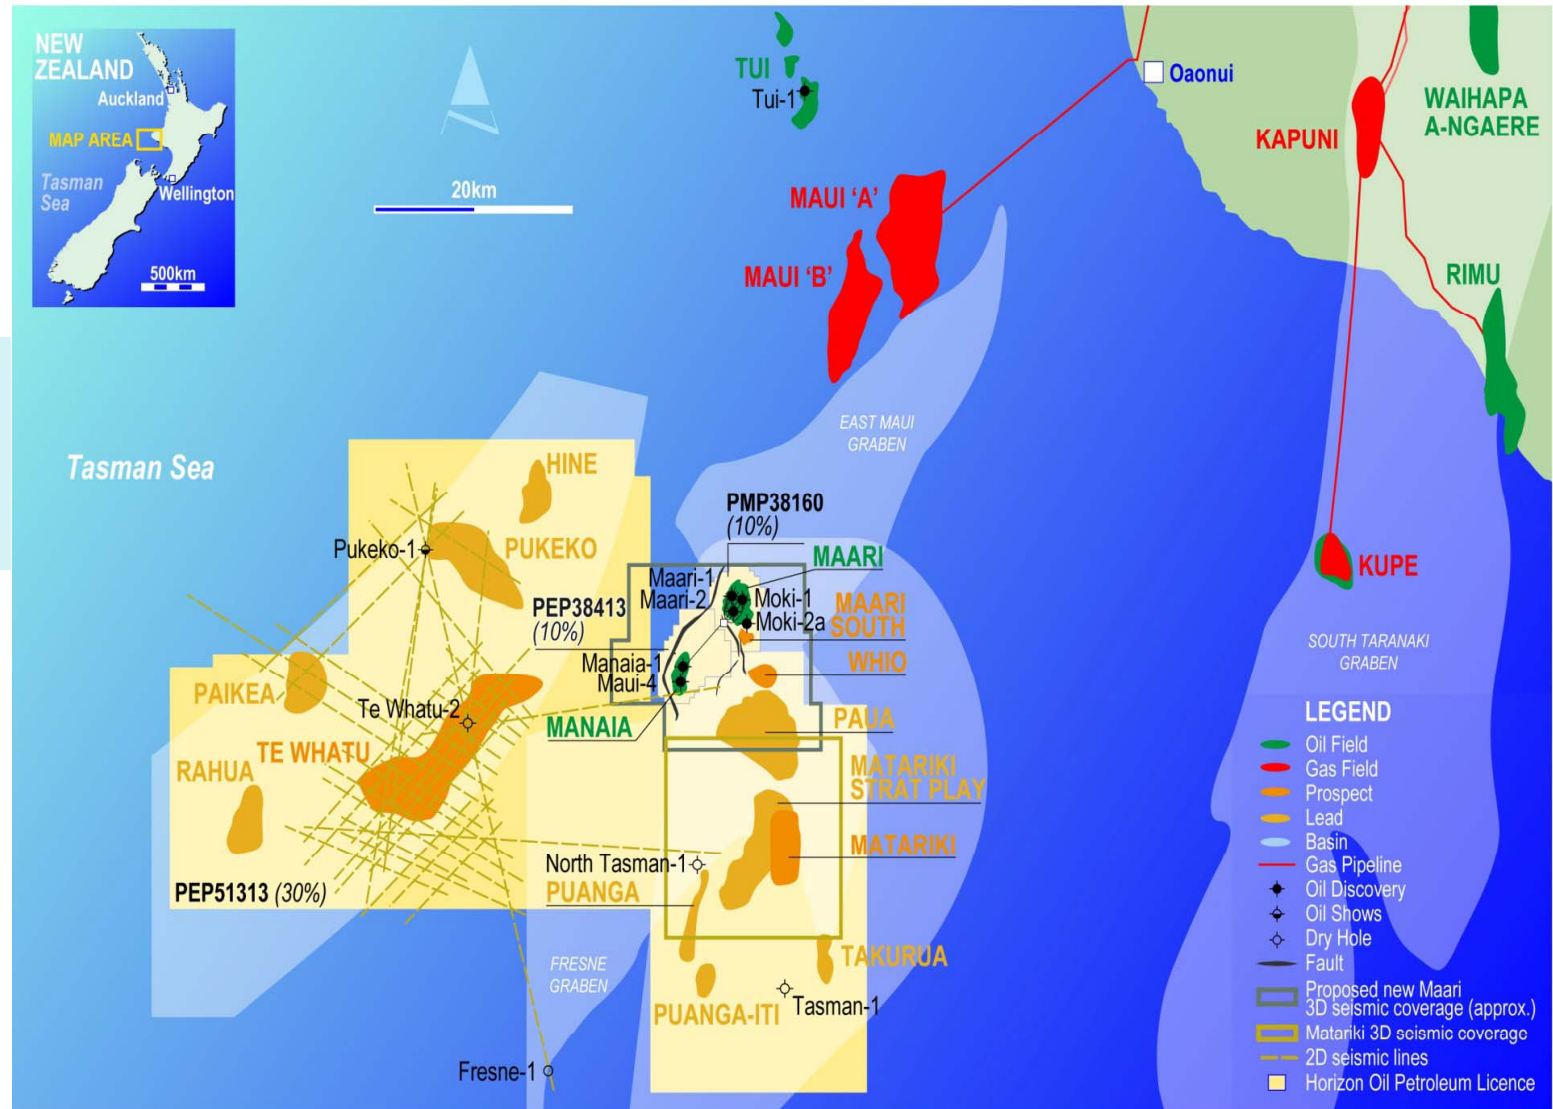 NEW
ZEALAND
Auckland
MAP AREA
Tasman
Sea
Wellington
500km
20km
TUI
Tui-1
Oaonui
WAIHAPA
A-NGAERE
KAPUNI
MAUI ‘A’
MAUI ‘B’
RIMU
EAST MAUI
GRABEN
Tasman Sea
HINE
PMP38160
(10%)
Pukeko-1
PUKEKO
MAARI
Maari-1
Maari-2
Moki-1
Moki-2a
MAARI
SOUTH
KUPE
PEP38413
(10%)
WHIO
Manaia-1
Maui-4
SOUTH TARANAKI
GRABEN
PAIKEA
Te Whatu-2
MANAIA
PAUA
TE WHATU
RAHUA
MATARIKI
STRAT PLAY
MATARIKI
North Tasman-1
PUANGA
PEP51313 (30%)
FRESNE
GRABEN
TAKURUA
PUANGA-ITI
Tasman-1
Fresne-1
LEGEND
Oil Field
Gas Field
Prospect
Lead
Basin
Gas Pipeline
Oil Discovery
Oil Shows
Dry Hole
Fault
Proposed new Maari
3D seismic coverage (approx.)
Matariki 3D seismic coverage
2D seismic lines
Horizon Oil Petroleum Licence